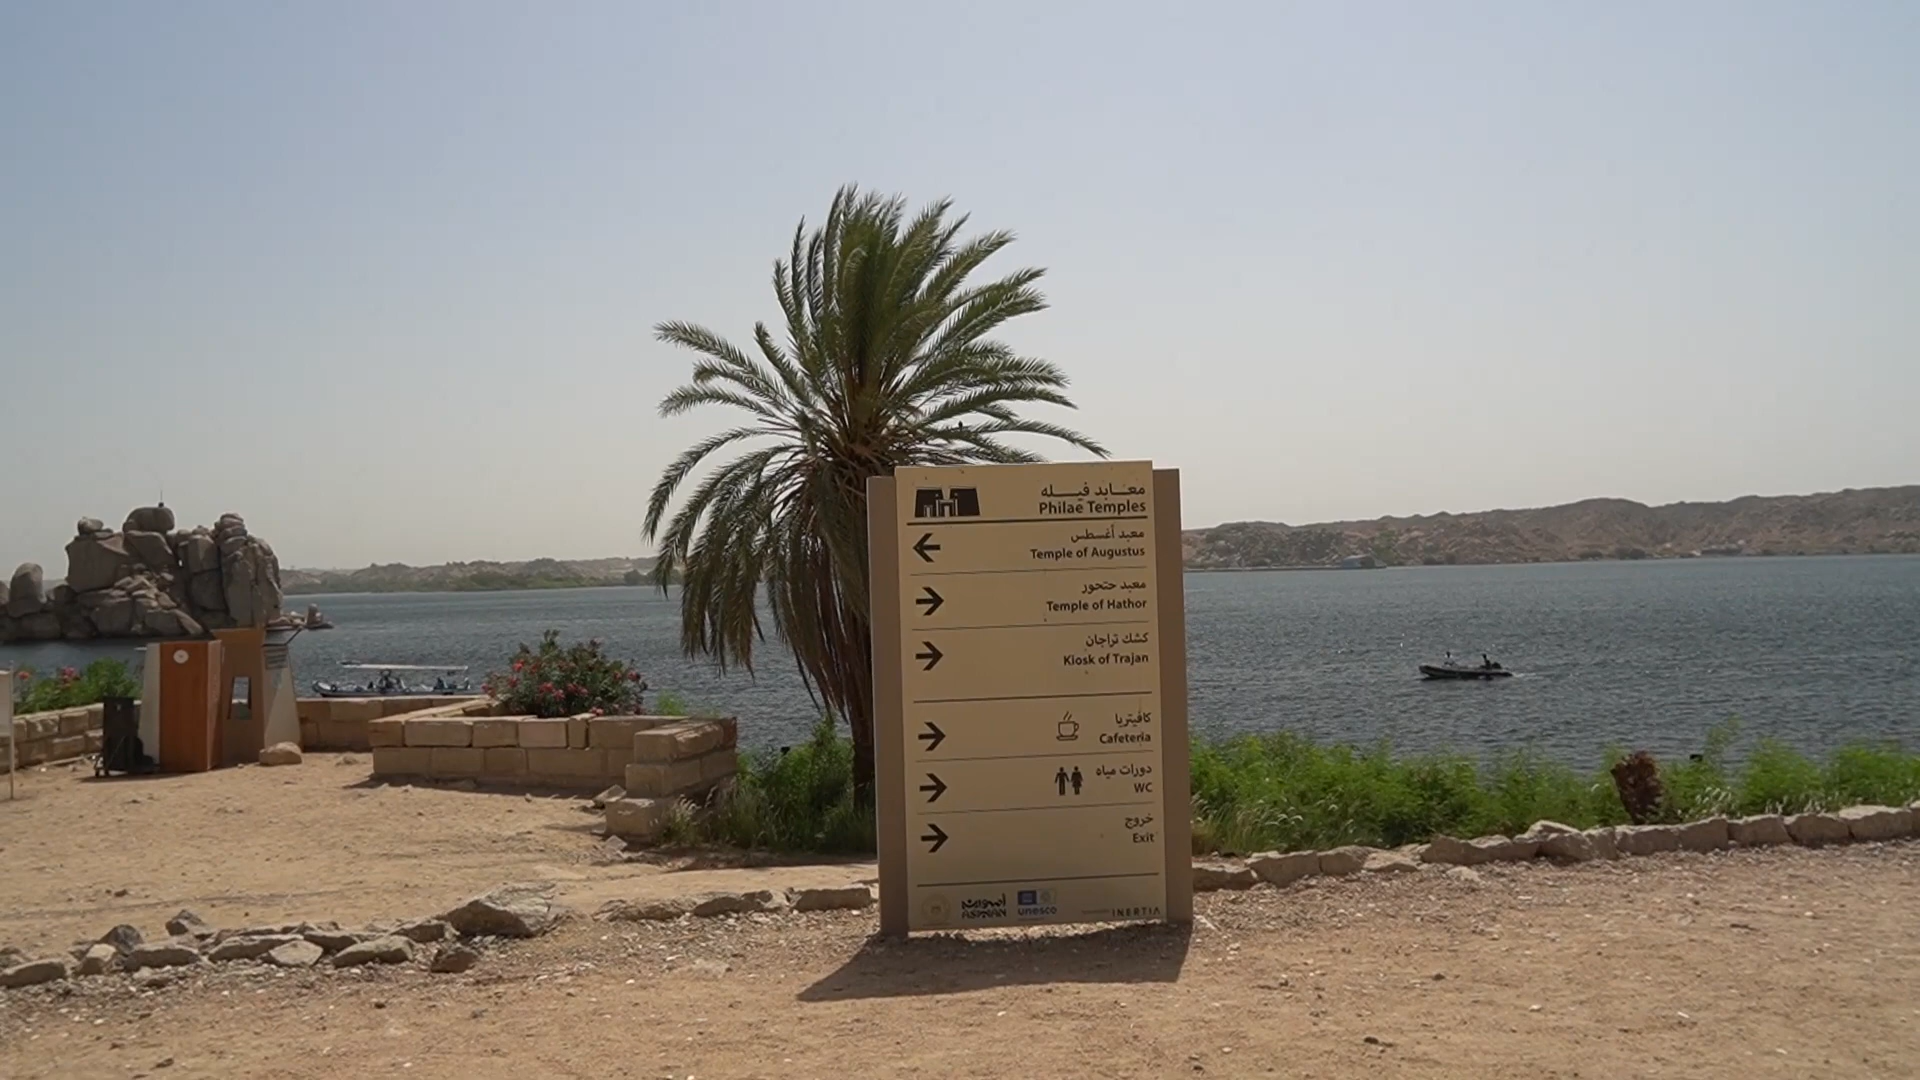 معابد فيله
Philae Temples
معبد أغسطس
Temple of Augustus
معبد حتحور
Temple of Hathor
كشك تراجان
Kiosk of Trajan
كافيتريا
Cafeteria
دورات مياه
WC
خروج
Exit
أسوان
ASWAN
unesco
INERTIA